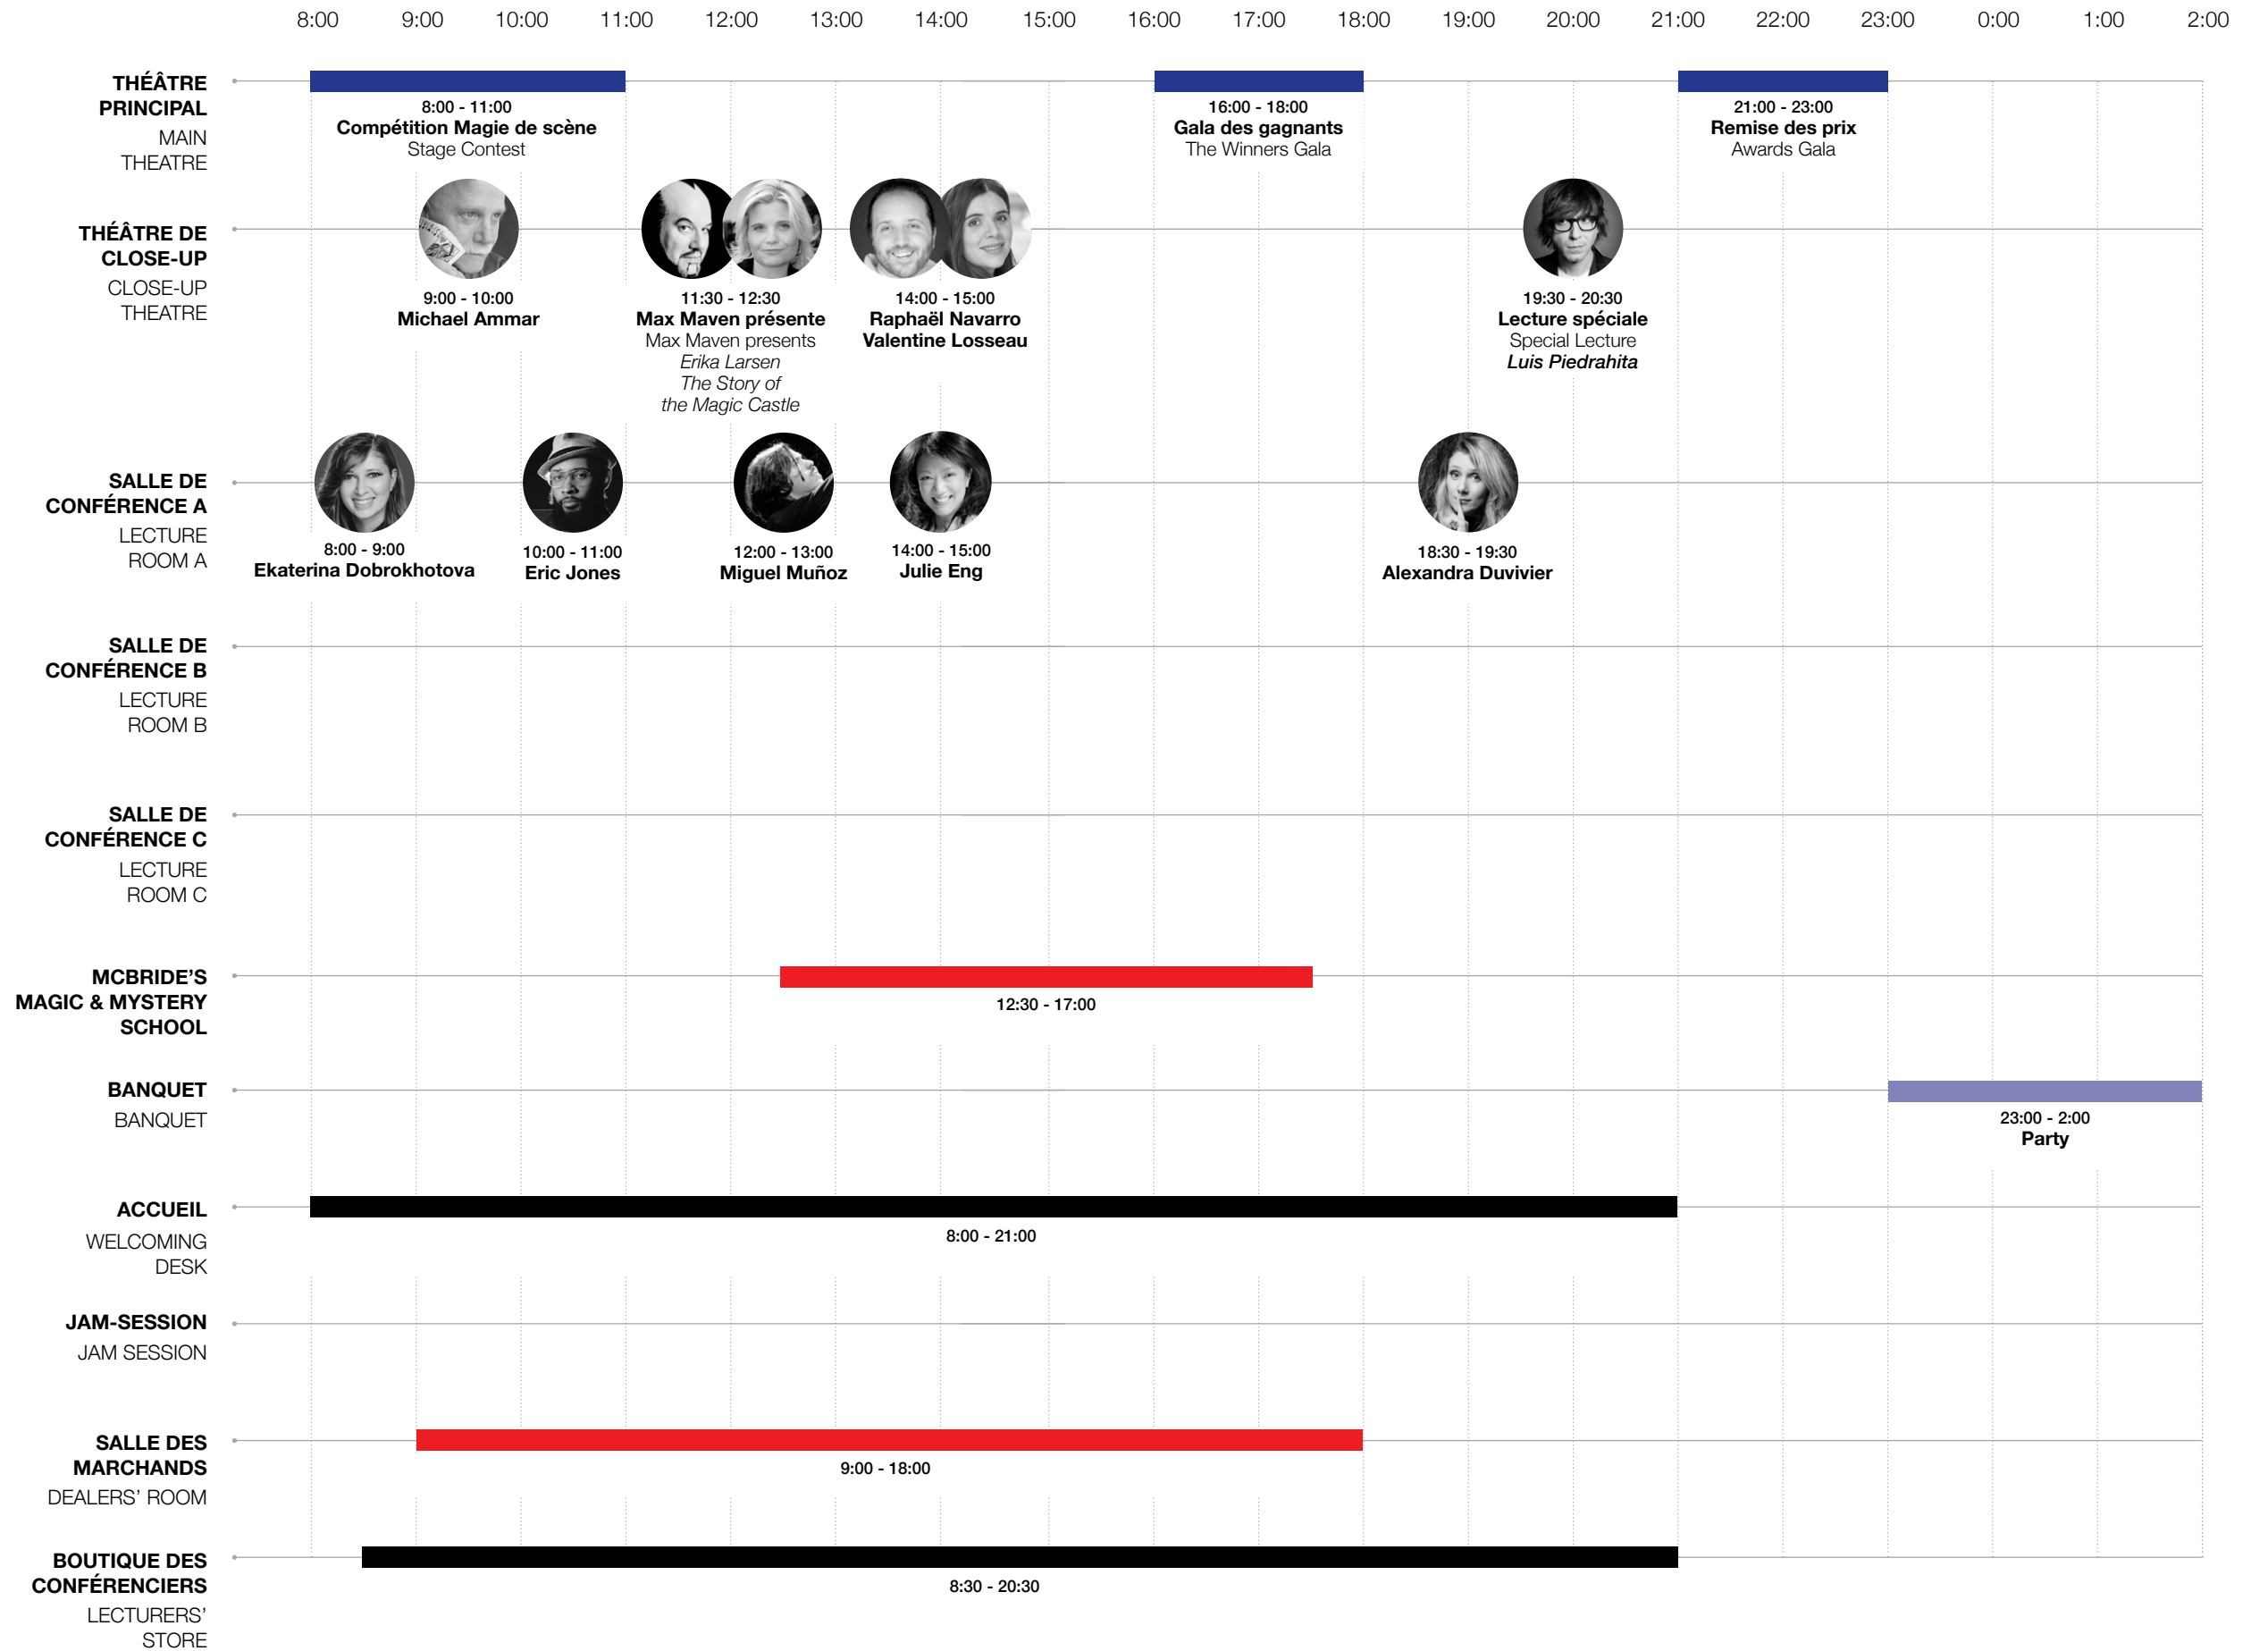 8:00 9:00 10:00 11:00 12:00 13:00 14:00 15:00 16:00 17:00 18:00 19:00 20:00 21:00 22:00 23:00 0:00 1:00 2:00
THÉÂTRE
PRINCIPAL
MAIN
THEATRE
8:00 - 11:00
Compétition Magie de scène
Stage Contest
16:00 - 18:00
Gala des gagnants
The Winners Gala
21:00 - 23:00
Remise des prix
Awards Gala
THÉÂTRE DE
CLOSE-UP
CLOSE-UP
THEATRE
9:00 - 10:00
Michael Ammar
11:30 - 12:30
Max Maven présente
Max Maven presents
Erika Larsen
The Story of
the Magic Castle
14:00 - 15:00
Raphaël Navarro
Valentine Losseau
19:30 - 20:30
Lecture spéciale
Special Lecture
Luis Piedrahita
SALLE DE
CONFÉRENCE A
LECTURE
ROOM A
8:00 - 9:00
Ekaterina Dobrokhotova
10:00 - 11:00
Eric Jones
12:00 - 13:00
Miguel Muñoz
14:00 - 15:00
Julie Eng
18:30 - 19:30
Alexandra Duvivier
SALLE DE
CONFÉRENCE B
LECTURE
ROOM B
SALLE DE
CONFÉRENCE C
LECTURE
ROOM C
MCBRIDE’S
MAGIC & MYSTERY
SCHOOL
12:30 - 17:00
BANQUET
BANQUET
23:00 - 2:00
Party
ACCUEIL
WELCOMING
DESK
8:00 - 21:00
JAM-SESSION
JAM SESSION
SALLE DES
MARCHANDS
DEALERS’ ROOM
9:00 - 18:00
BOUTIQUE DES
CONFÉRENCIERS
LECTURERS’
STORE
8:30 - 20:30